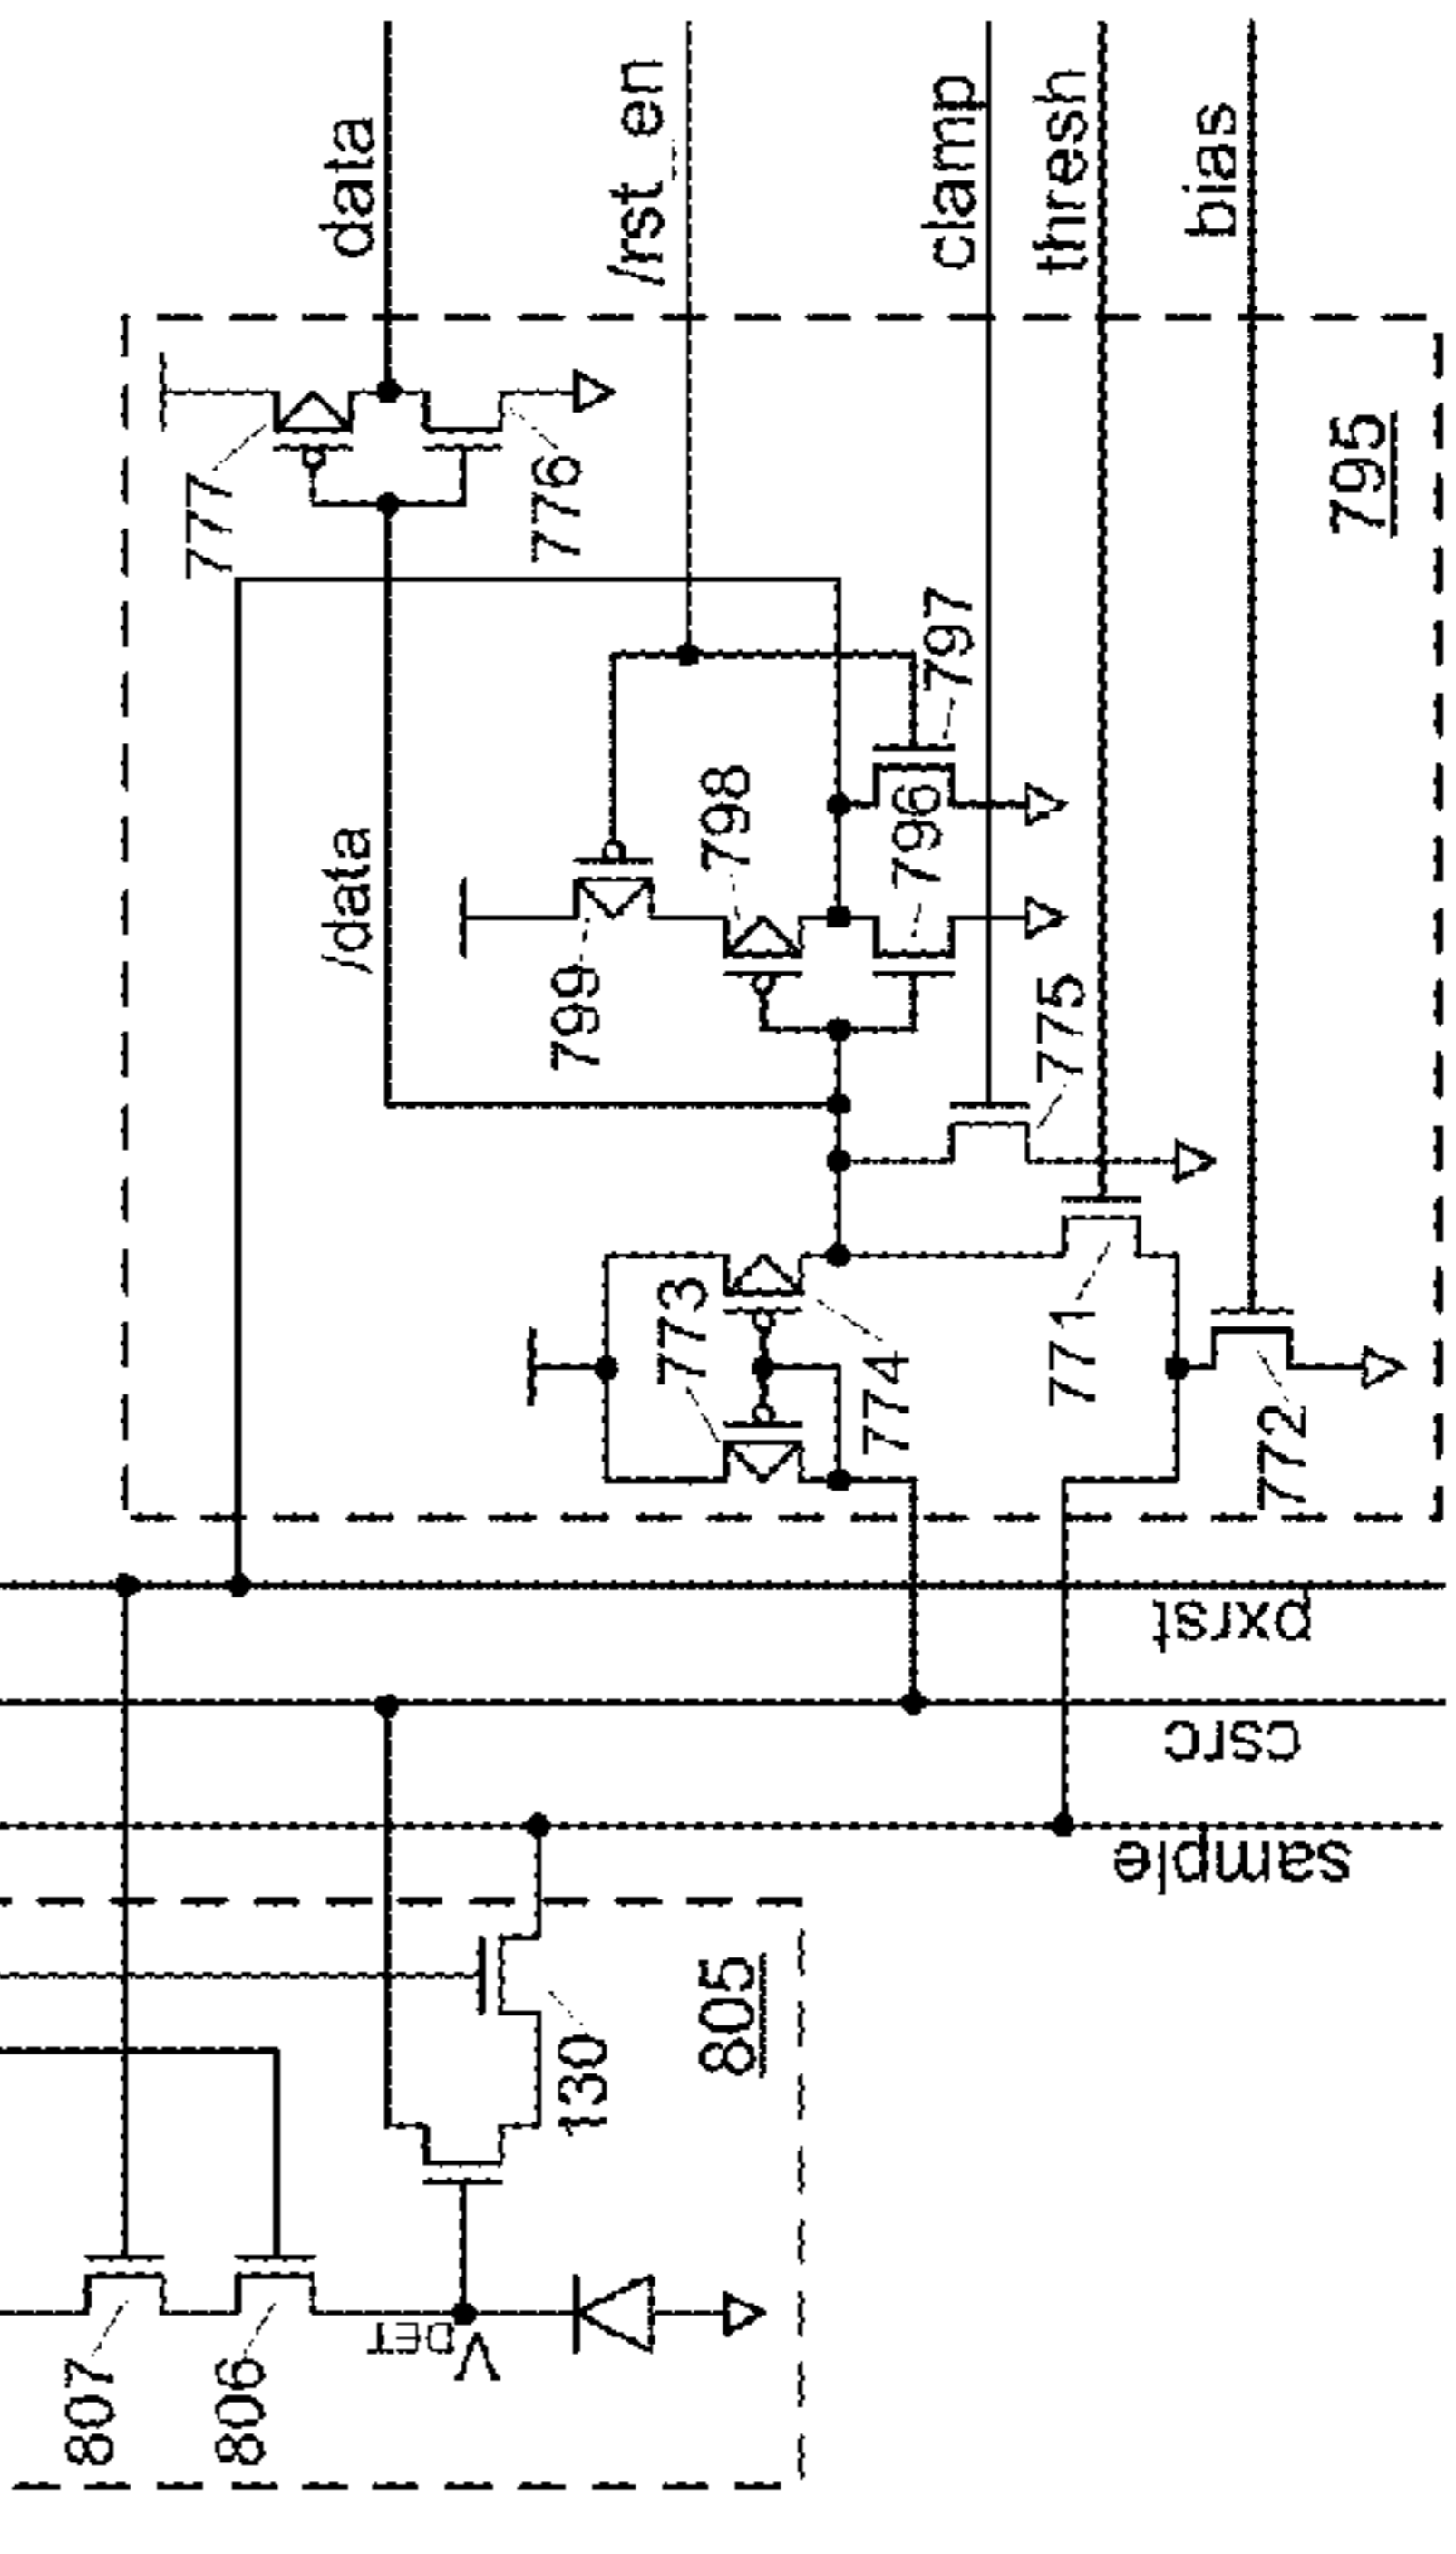 data
/rst_en
clamp
thresh
bias
777
776
795
/data
799
798
797
796
775
773
774
771
772
pxrst
csrc
sample
805
130
807
806
VDET